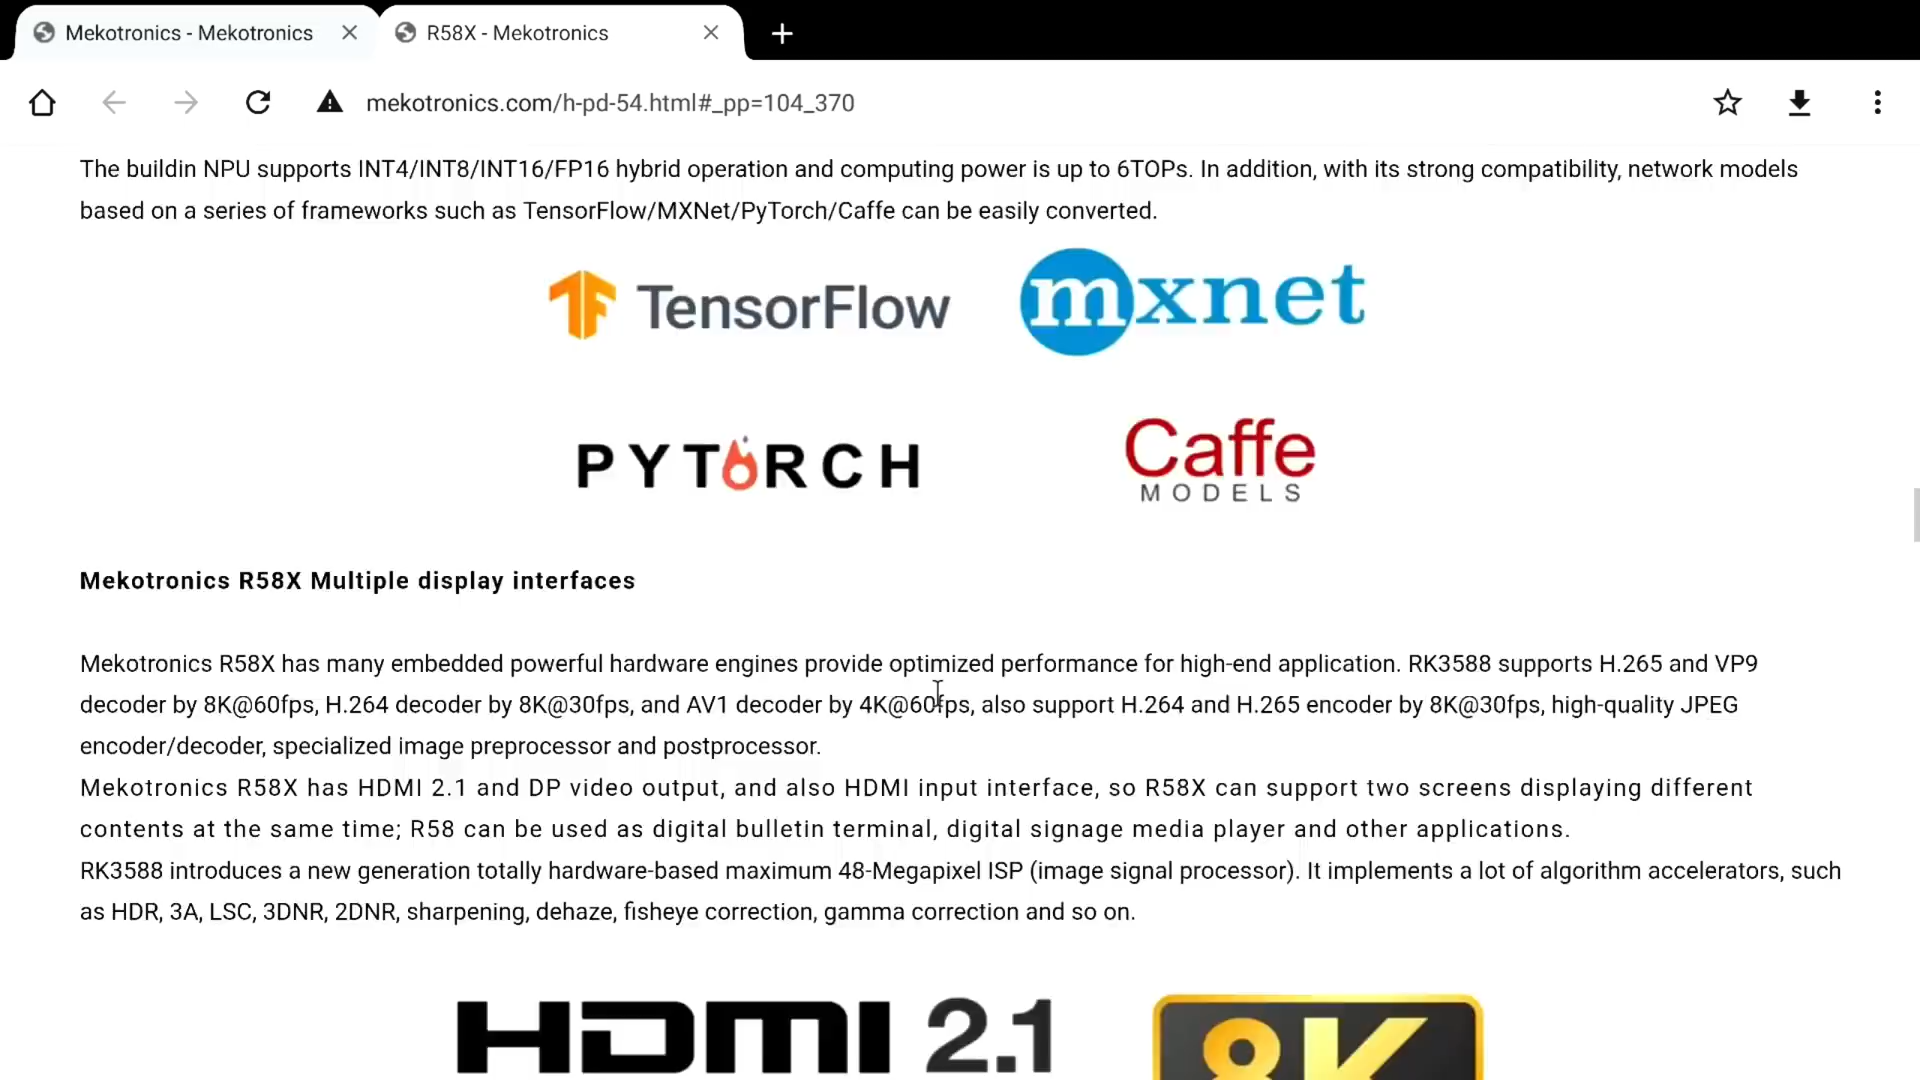 Mekotronics - Mekotronics
R58X - Mekotronics
mekotronics.com/h-pd-54.html#_pp=104_370
The buildin NPU supports INT4/INT8/INT16/FP16 hybrid operation and computing power is up to 6TOPs. In addition, with its strong compatibility, network models
based on a series of frameworks such as TensorFlow/MXNet/PyTorch/Caffe can be easily converted.
TensorFlow
mxnet
PYTORCH
Caffe
MODELS
Mekotronics R58X Multiple display interfaces
Mekotronics R58X has many embedded powerful hardware engines provide optimized performance for high-end application. RK3588 supports H.265 and VP9
decoder by 8K@60fps, H.264 decoder by 8K@30fps, and AV1 decoder by 4K@60fps, also support H.264 and H.265 encoder by 8K@30fps, high-quality JPEG
encoder/decoder, specialized image preprocessor and postprocessor.
Mekotronics R58X has HDMI 2.1 and DP video output, and also HDMI input interface, so R58X can support two screens displaying different
contents at the same time; R58 can be used as digital bulletin terminal, digital signage media player and other applications.
RK3588 introduces a new generation totally hardware-based maximum 48-Megapixel ISP (image signal processor). It implements a lot of algorithm accelerators, such
as HDR, 3A, LSC, 3DNR, 2DNR, sharpening, dehaze, fisheye correction, gamma correction and so on.
HDMI 2.1
8K